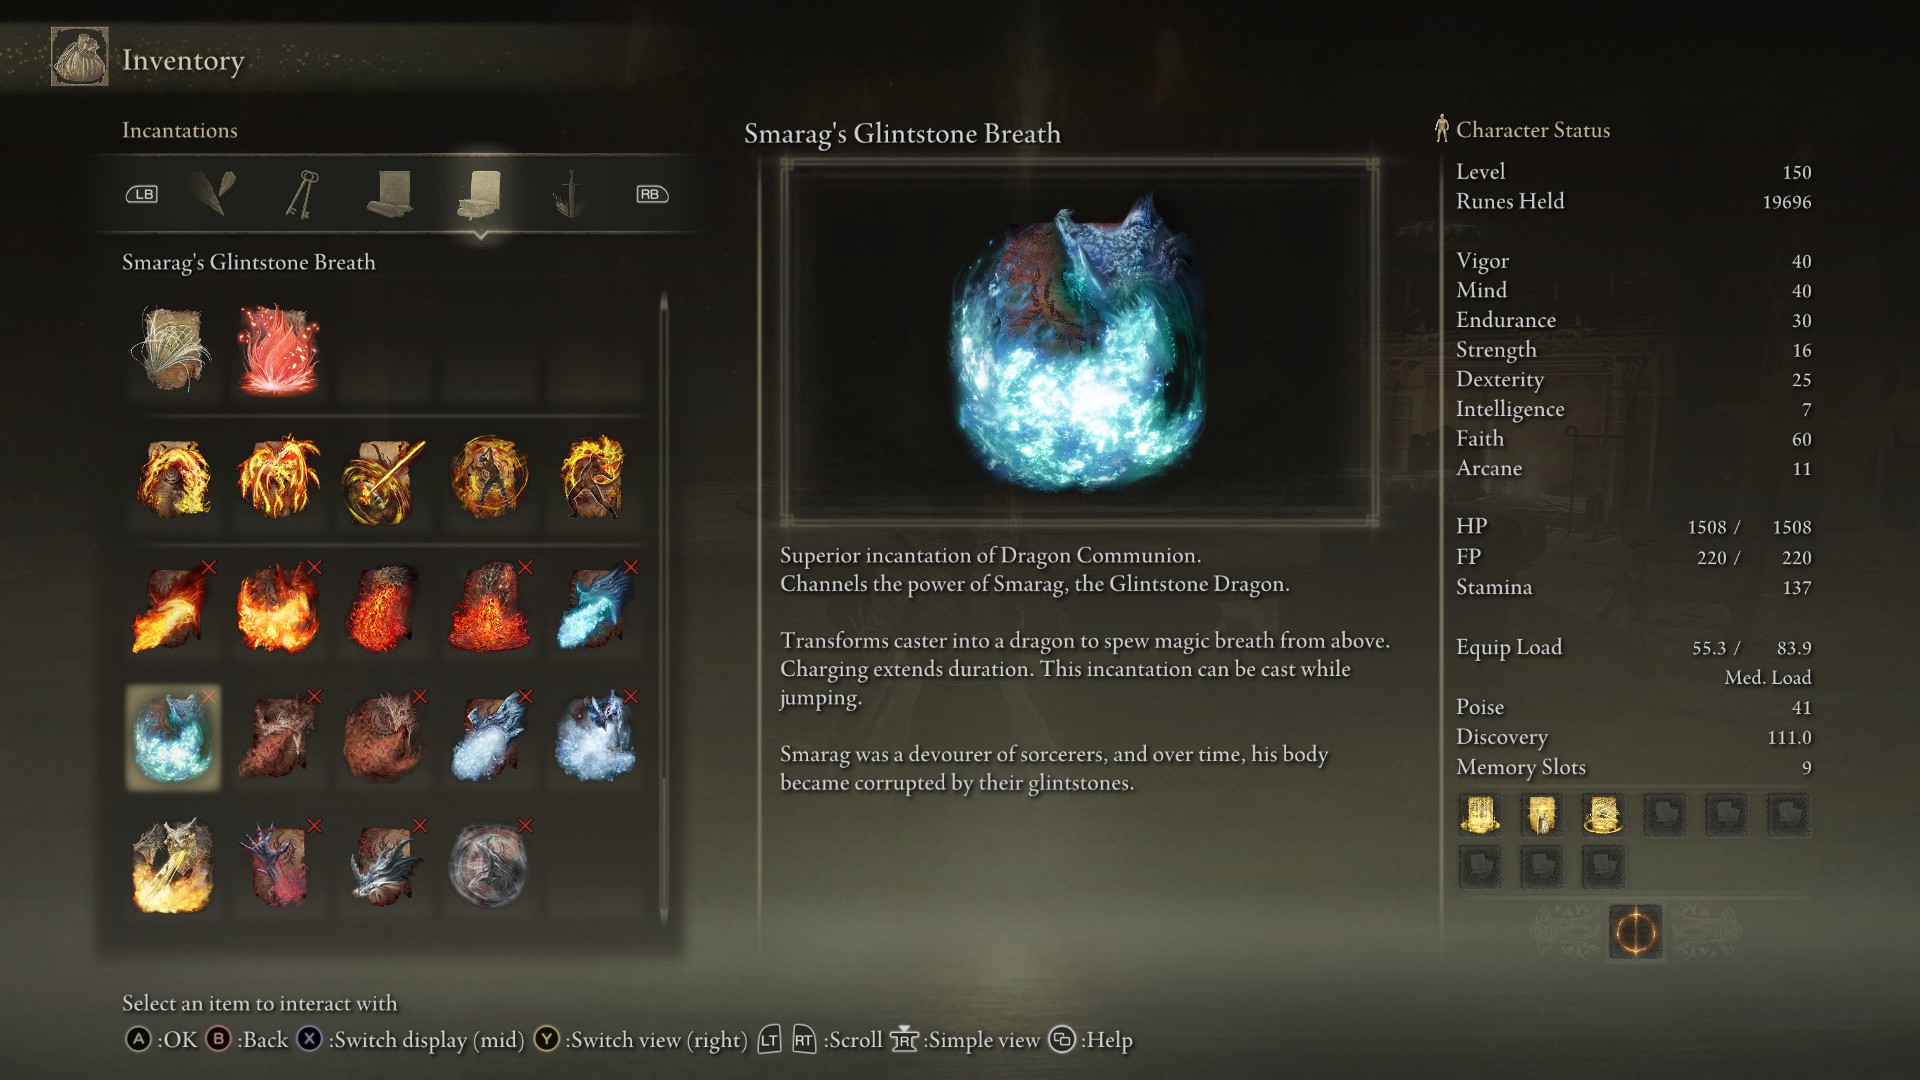 Inventory
Incantations
LB
RB
Smarag's Glintstone Breath
Smarag's Glintstone Breath
Superior incantation of Dragon Communion.
Channels the power of Smarag, the Glintstone Dragon.
Transforms caster into a dragon to spew magic breath from above.
Charging extends duration. This incantation can be cast while
jumping.
Smarag was a devourer of sorcerers, and over time, his body
became corrupted by their glintstones.
Character Status
Level 150
Runes Held 19696
Vigor 40
Mind 40
Endurance 30
Strength 16
Dexterity 25
Intelligence 7
Faith 60
Arcane 11
HP 1508 / 1508
FP 220 / 220
Stamina 137
Equip Load 55.3 / 83.9
Med. Load
Poise 41
Discovery 111.0
Memory Slots 9
Select an item to interact with
A :OK B :Back X :Switch display (mid) Y :Switch view (right) LT RT :Scroll R :Simple view :Help